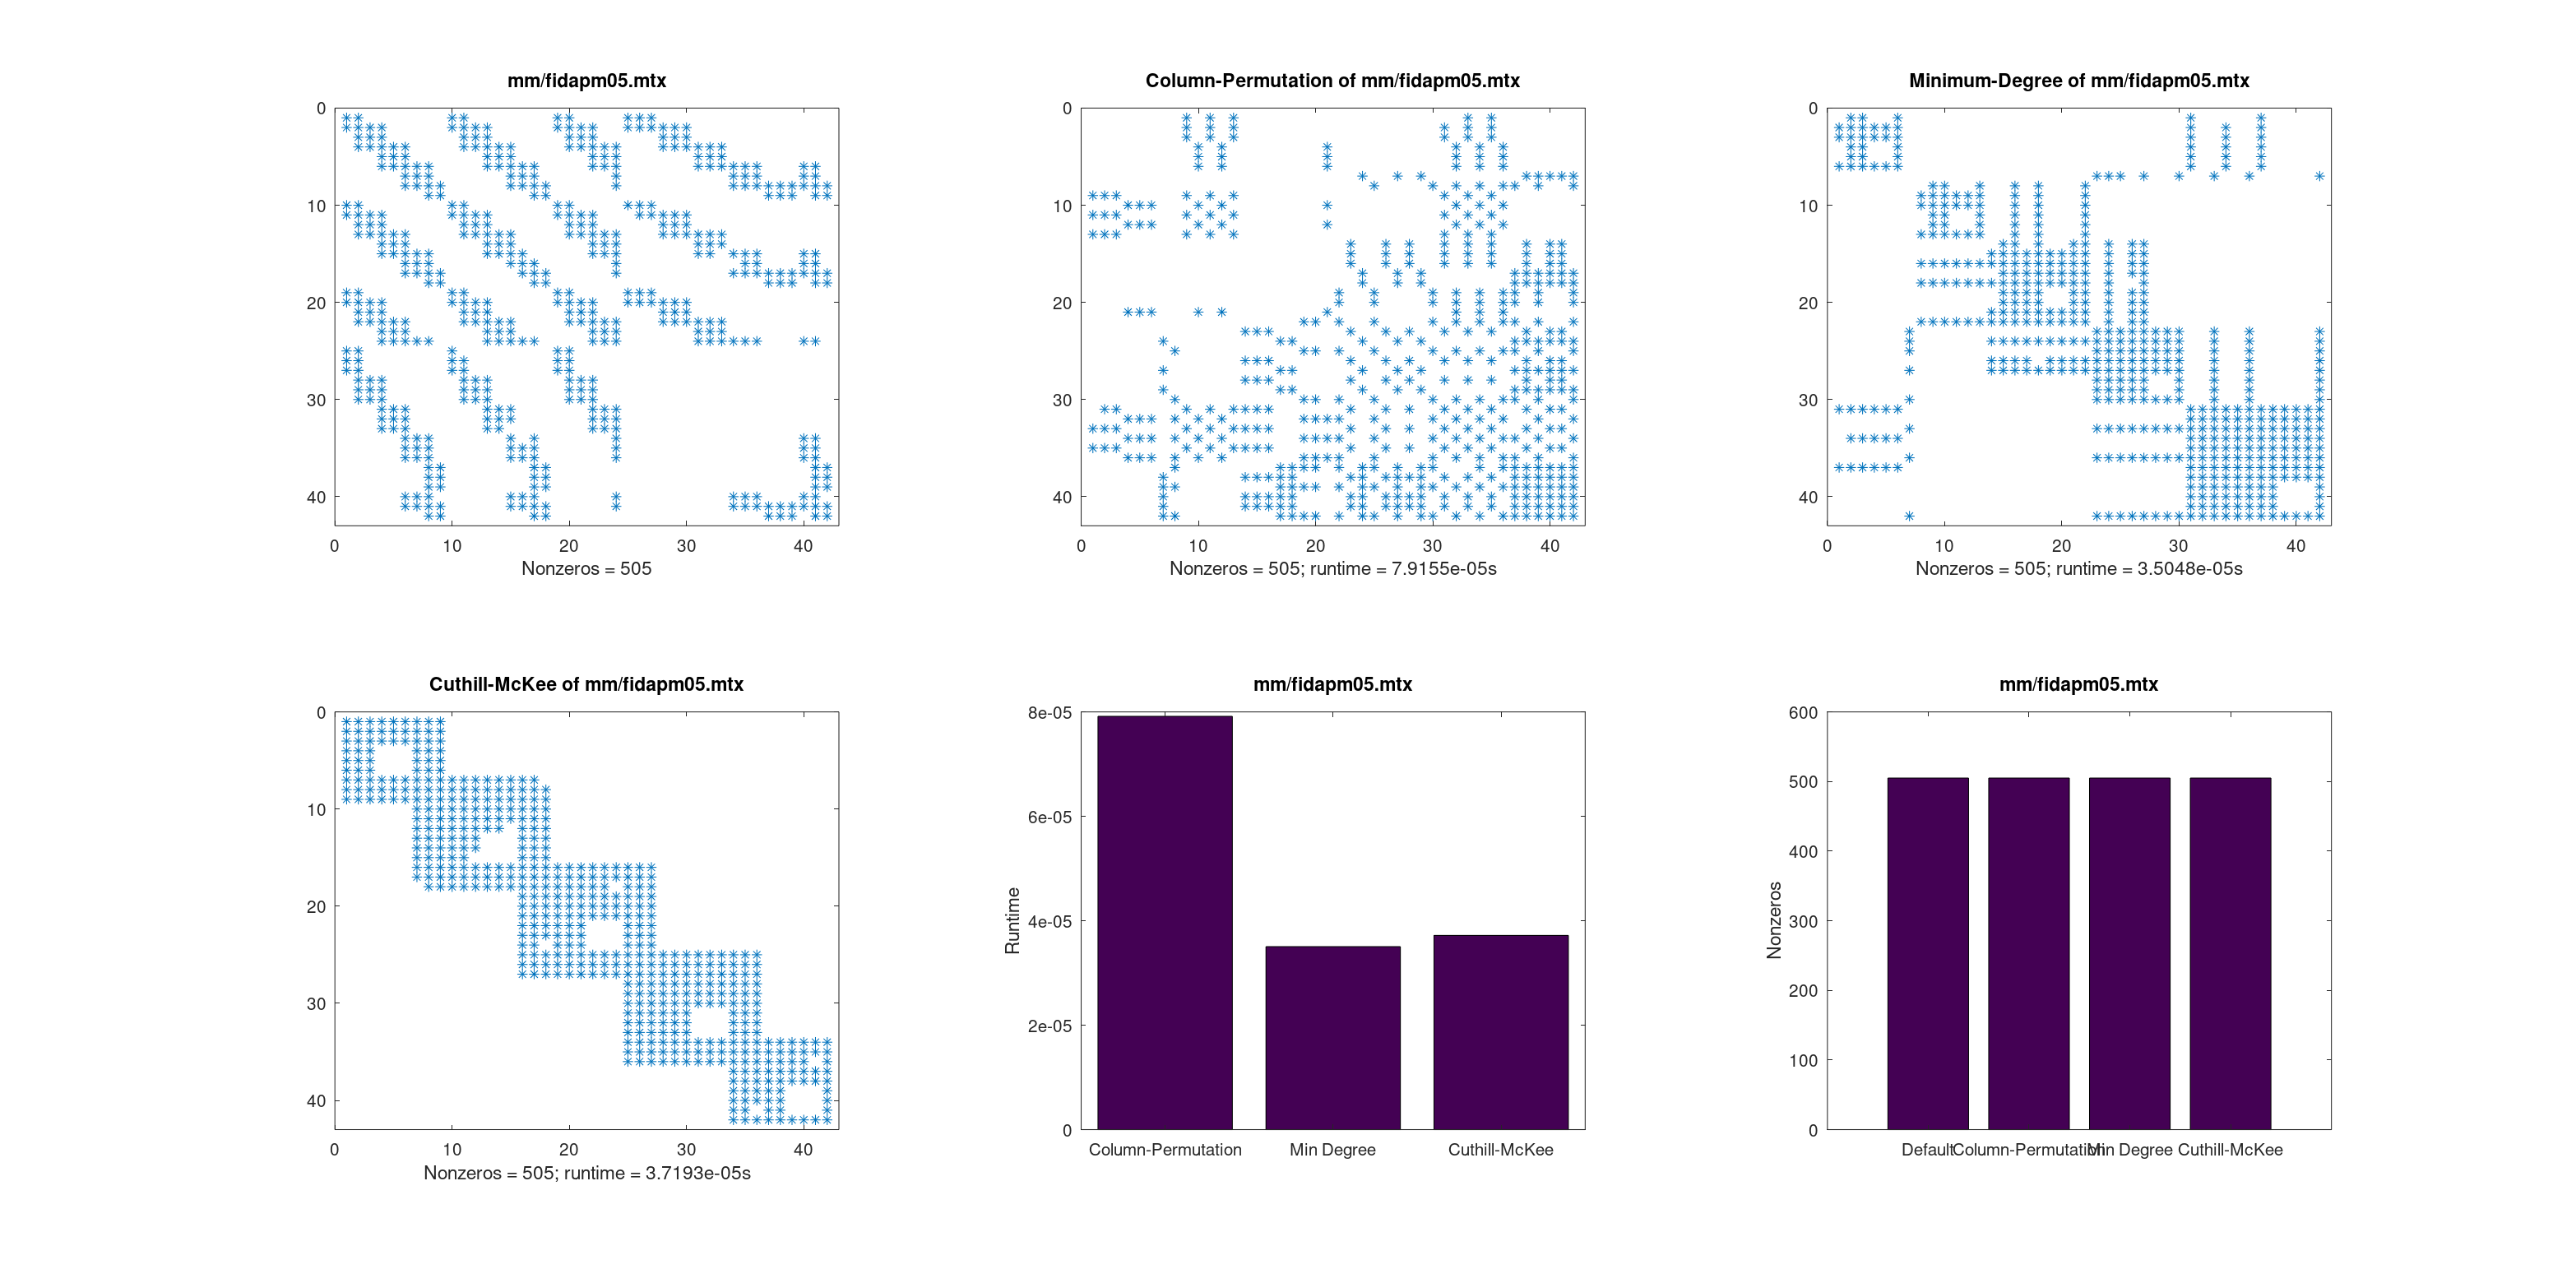 mm/fidapm05.mtx
0
10
20
30
40
0 10 20 30 40
Nonzeros = 505
Column-Permutation of mm/fidapm05.mtx
0
10
20
30
40
0 10 20 30 40
Nonzeros = 505; runtime = 7.9155e-05s
Minimum-Degree of mm/fidapm05.mtx
0
10
20
30
40
0 10 20 30 40
Nonzeros = 505; runtime = 3.5048e-05s
Cuthill-McKee of mm/fidapm05.mtx
0
10
20
30
40
0 10 20 30 40
Nonzeros = 505; runtime = 3.7193e-05s
mm/fidapm05.mtx
Runtime
8e-05
6e-05
4e-05
2e-05
0
Column-Permutation Min Degree Cuthill-McKee
mm/fidapm05.mtx
Nonzeros
600
500
400
300
200
100
0
Default Column-Permutation Min Degree Cuthill-McKee